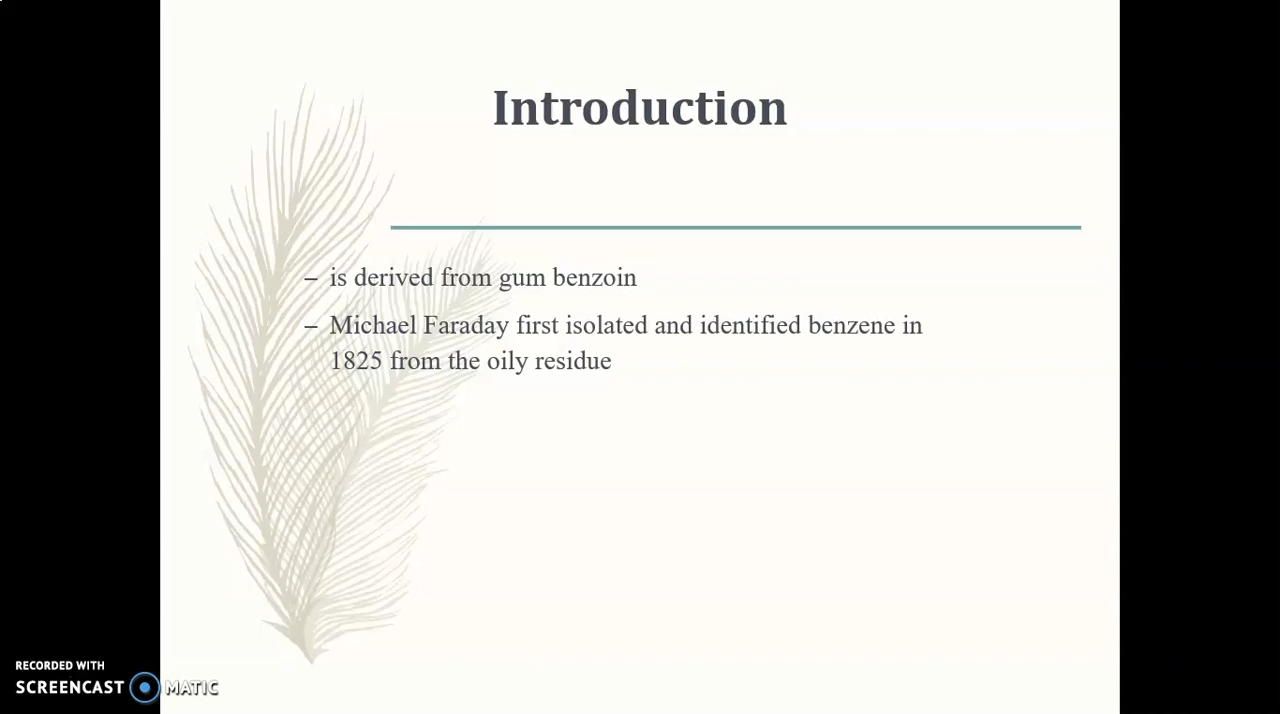 Introduction
– is derived from gum benzoin
– Michael Faraday first isolated and identified benzene in
1825 from the oily residue
RECORDED WITH
SCREENCAST MATIC